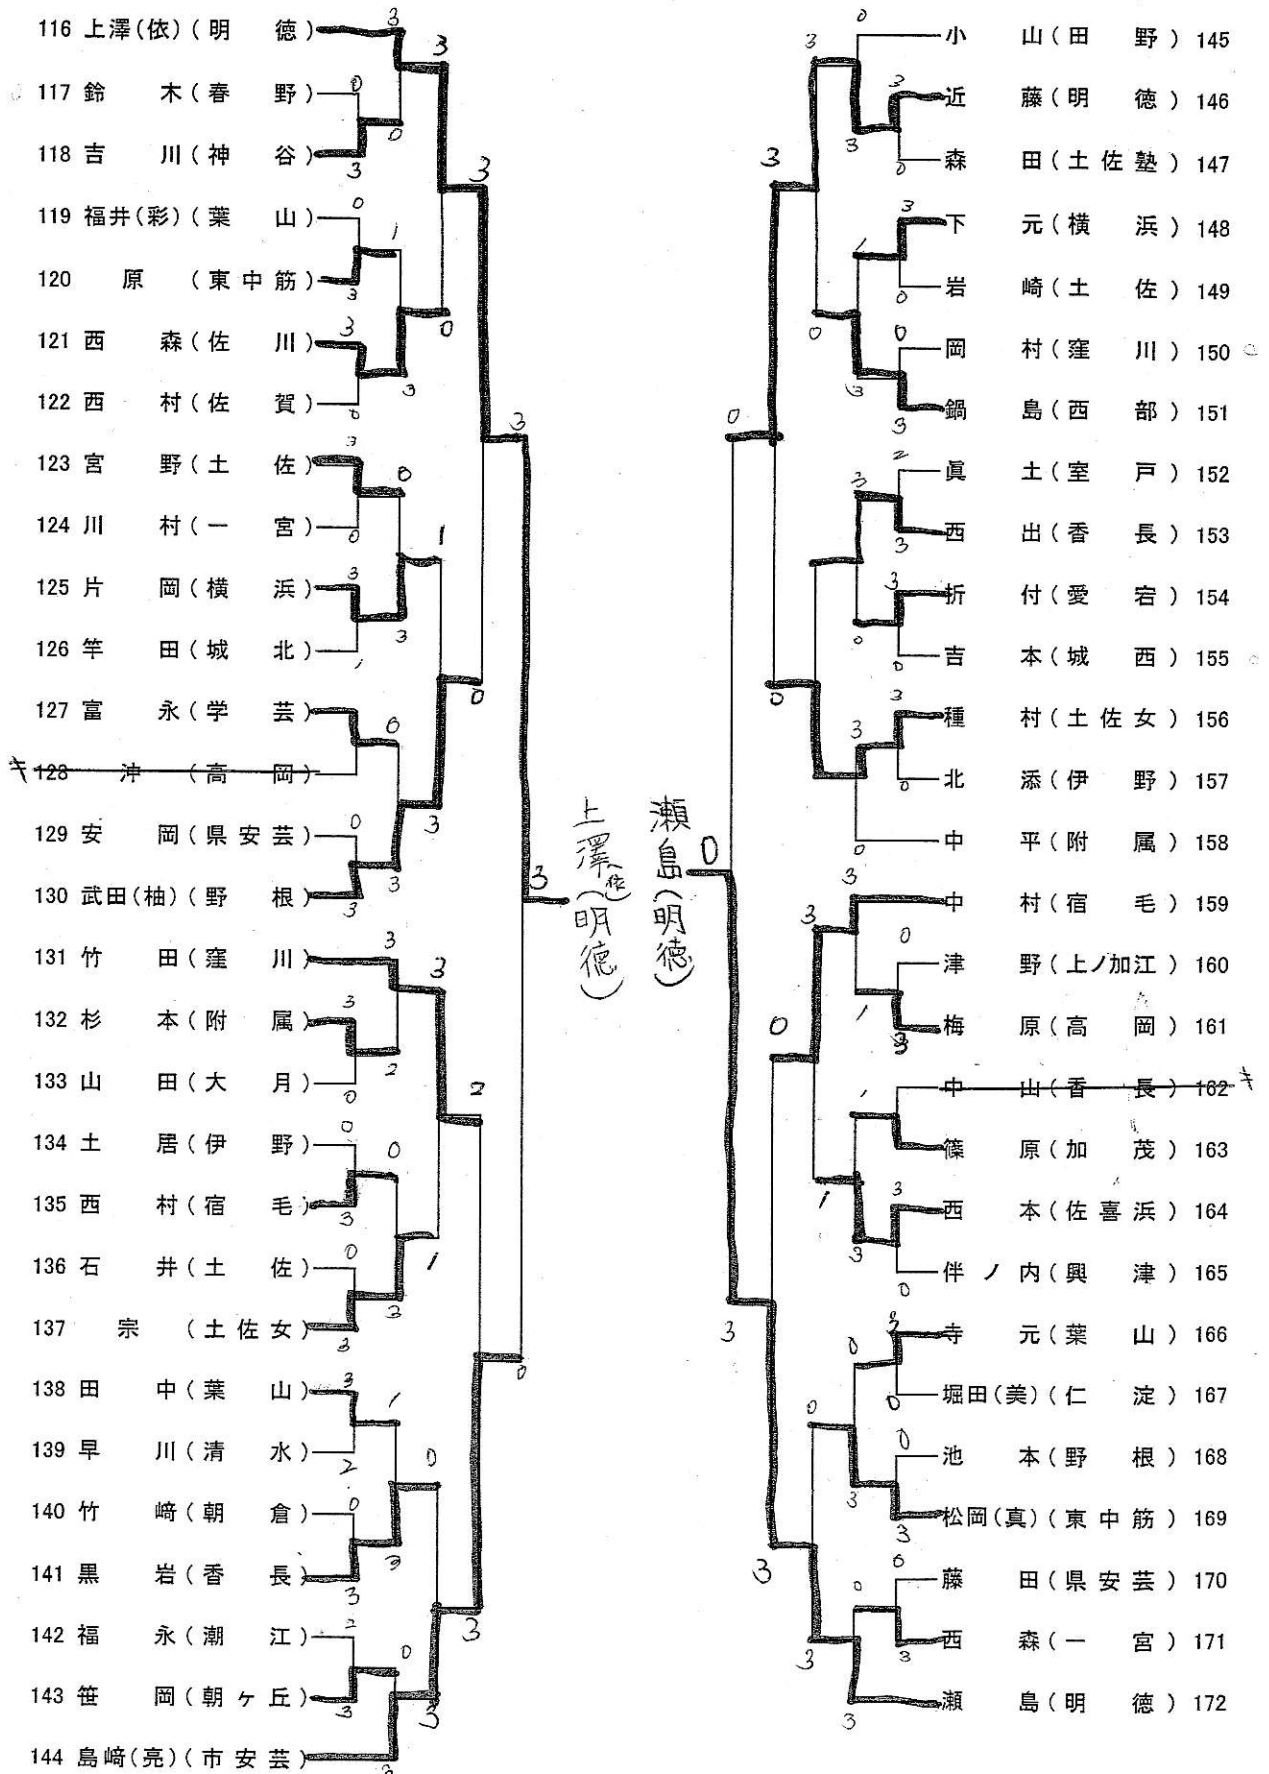 116 上澤(依)(明 徳)
117 鈴 木(春 野)
118 吉 川(神 谷)
119 福井(彩)(葉 山)
120 原 (東中筋)
121 西 森(佐 川)
122 西 村(佐 賀)
123 宮 野(土 佐)
124 川 村(一 宮)
125 片 岡(横 浜)
126 竿 田(城 北)
127 富 永(学 芸)
キ 128 沖 (高 岡)
129 安 岡(県安芸)
130 武田(柚)(野 根)
131 竹 田(窪 川)
132 杉 本(附 属)
133 山 田(大 月)
134 土 居(伊 野)
135 西 村(宿 毛)
136 石 井(土 佐)
137 宗 (土佐女)
138 田 中(葉 山)
139 早 川(清 水)
140 竹 﨑(朝 倉)
141 黒 岩(香 長)
142 福 永(潮 江)
143 笹 岡(朝ヶ丘)
144 島﨑(亮)(市安芸)
上澤(依)(明徳)
瀬島(明徳)
小 山(田 野)145
近 藤(明 徳)146
森 田(土佐塾)147
下 元(横 浜)148
岩 崎(土 佐)149
岡 村(窪 川)150
鍋 島(西 部)151
眞 土(室 戸)152
西 出(香 長)153
折 付(愛 宕)154
吉 本(城 西)155
種 村(土佐女)156
北 添(伊 野)157
中 平(附 属)158
中 村(宿 毛)159
津 野(上ノ加江)160
梅 原(高 岡)161
中 山(香 長)162 キ
篠 原(加 茂)163
西 本(佐喜浜)164
伴ノ内(興 津)165
寺 元(葉 山)166
堀田(美)(仁 淀)167
池 本(野 根)168
松岡(真)(東中筋)169
藤 田(県安芸)170
西 森(一 宮)171
瀬 島(明 徳)172